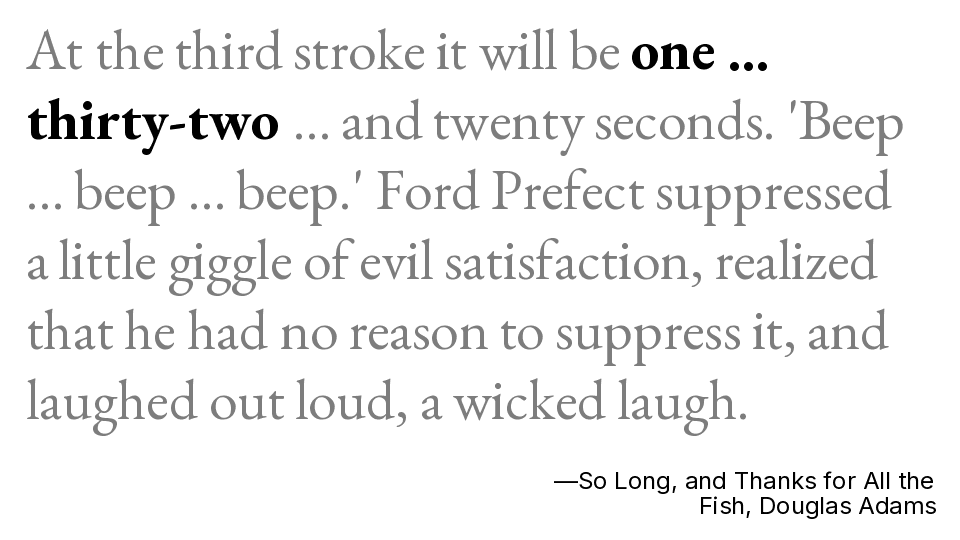 At the third stroke it will be one ...
thirty-two ... and twenty seconds. 'Beep
... beep ... beep.' Ford Prefect suppressed
a little giggle of evil satisfaction, realized
that he had no reason to suppress it, and
laughed out loud, a wicked laugh.
—So Long, and Thanks for All the
Fish, Douglas Adams